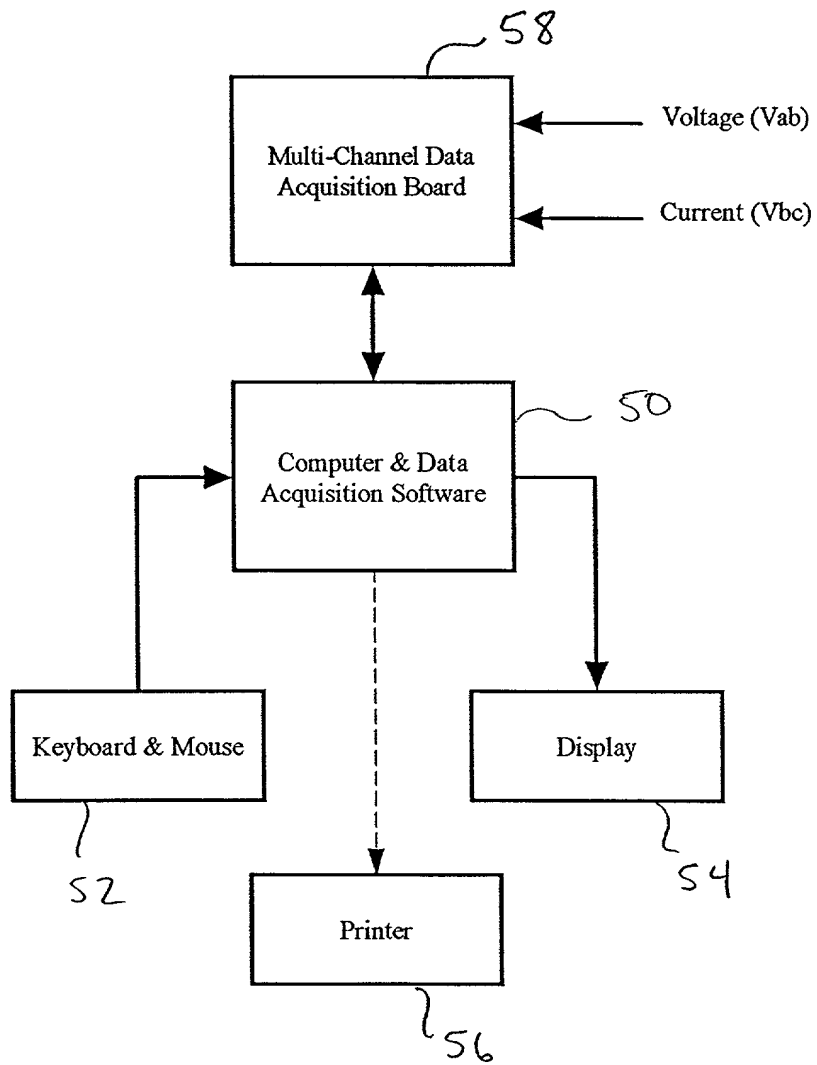 58
Multi-Channel Data
Acquisition Board
Voltage (Vab)
Current (Vbc)
50
Computer & Data
Acquisition Software
Keyboard & Mouse
Display
52
54
Printer
56